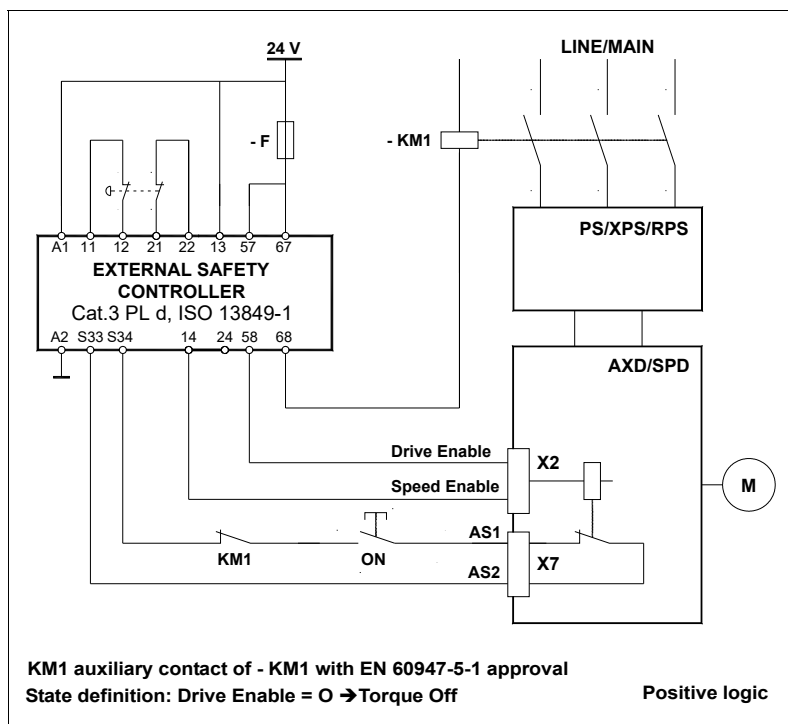 24 V
LINE/MAIN
- F
- KM1
A1 11 12 21 22 13 57 67
EXTERNAL SAFETY
CONTROLLER
Cat.3 PL d, ISO 13849-1
A2 S33 S34 14 24 58 68
PS/XPS/RPS
AXD/SPD
Drive Enable
X2
Speed Enable
M
AS1
KM1
ON
X7
AS2
KM1 auxiliary contact of - KM1 with EN 60947-5-1 approval
State definition: Drive Enable = O ➔Torque Off
Positive logic